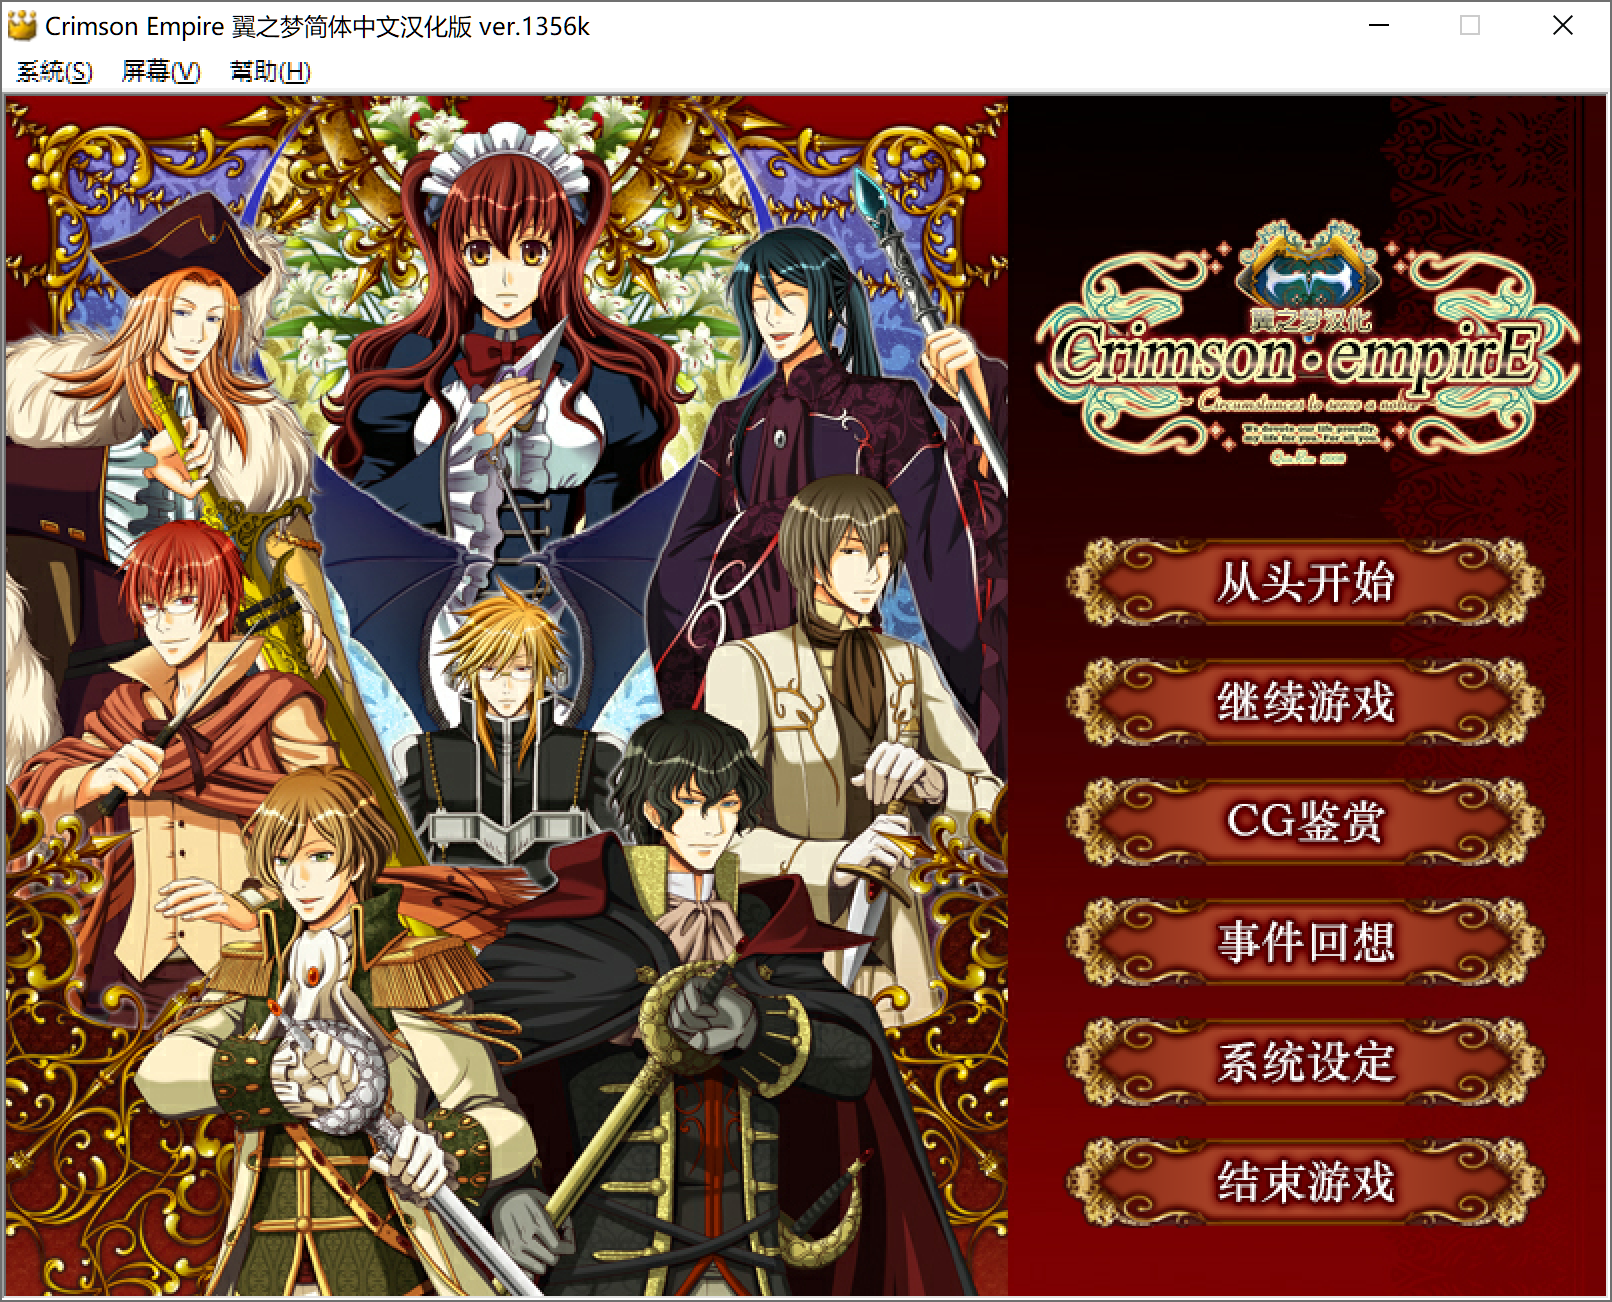 Crimson Empire 翼之梦简体中文汉化版 ver.1356k
系統(S) 屏幕(V) 幫助(H)
翼之梦汉化
Crimson・empirE
~ Circumstances to serve a noble ~
We devote our life proudly.
my life for you. For all you.
QuinRose 2008
从头开始
继续游戏
CG鉴赏
事件回想
系统设定
结束游戏